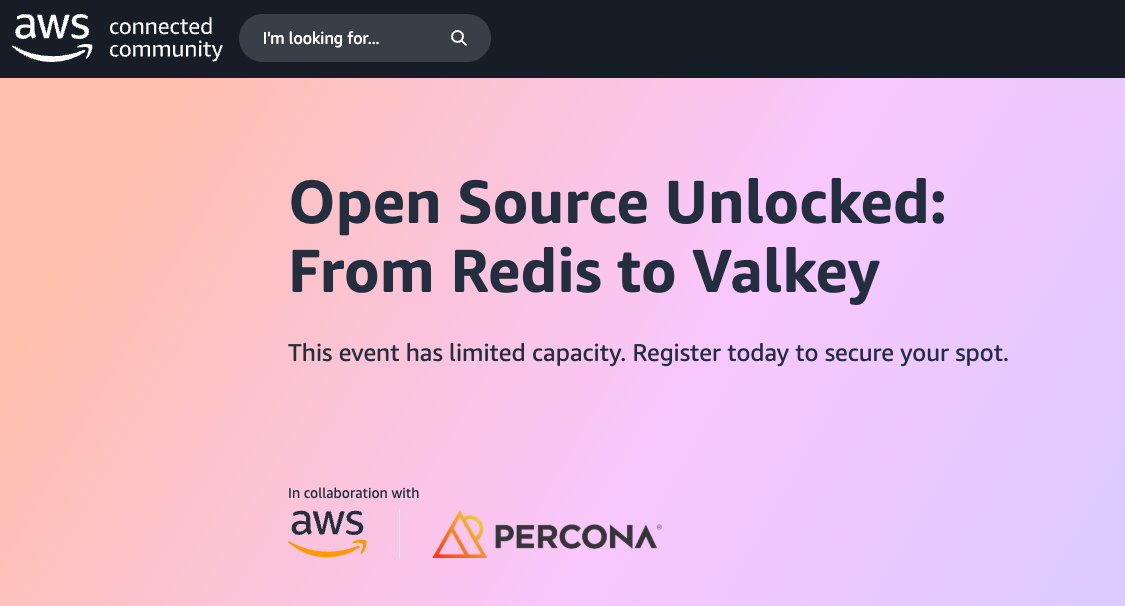 aws
connected
community
I'm looking for...
Open Source Unlocked:
From Redis to Valkey
This event has limited capacity. Register today to secure your spot.
In collaboration with
aws
PERCONA®